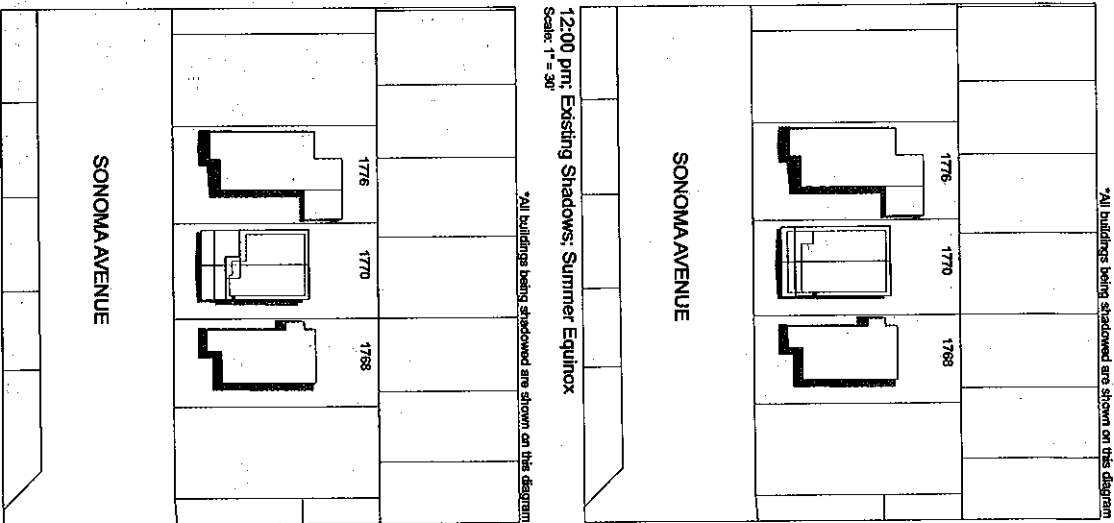 *All buildings being shadowed are shown on this diagram
1776 1770 1768
SONOMA AVENUE
12:00 pm; Existing Shadows; Summer Equinox
Scale: 1" = 30'
*All buildings being shadowed are shown on this diagram
1776 1770 1768
SONOMA AVENUE